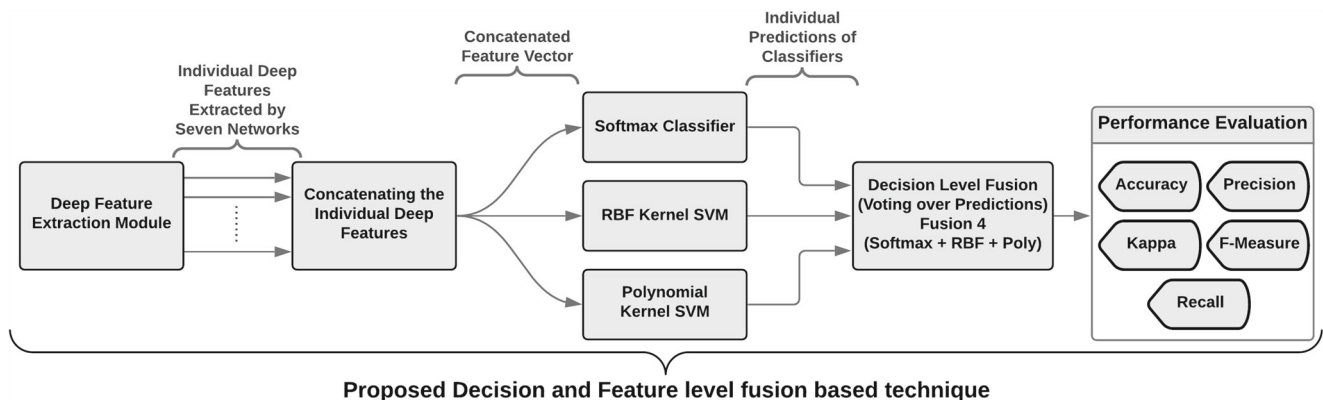 Individual Deep
Features
Extracted by
Seven Networks
Concatenated
Feature Vector
Individual
Predictions of
Classifiers
Deep Feature
Extraction Module
Concatenating the
Individual Deep
Features
Softmax Classifier
RBF Kernel SVM
Polynomial
Kernel SVM
Decision Level Fusion
(Voting over Predictions)
Fusion 4
(Softmax + RBF + Poly)
Performance Evaluation
Accuracy
Precision
Kappa
F-Measure
Recall
Proposed Decision and Feature level fusion based technique